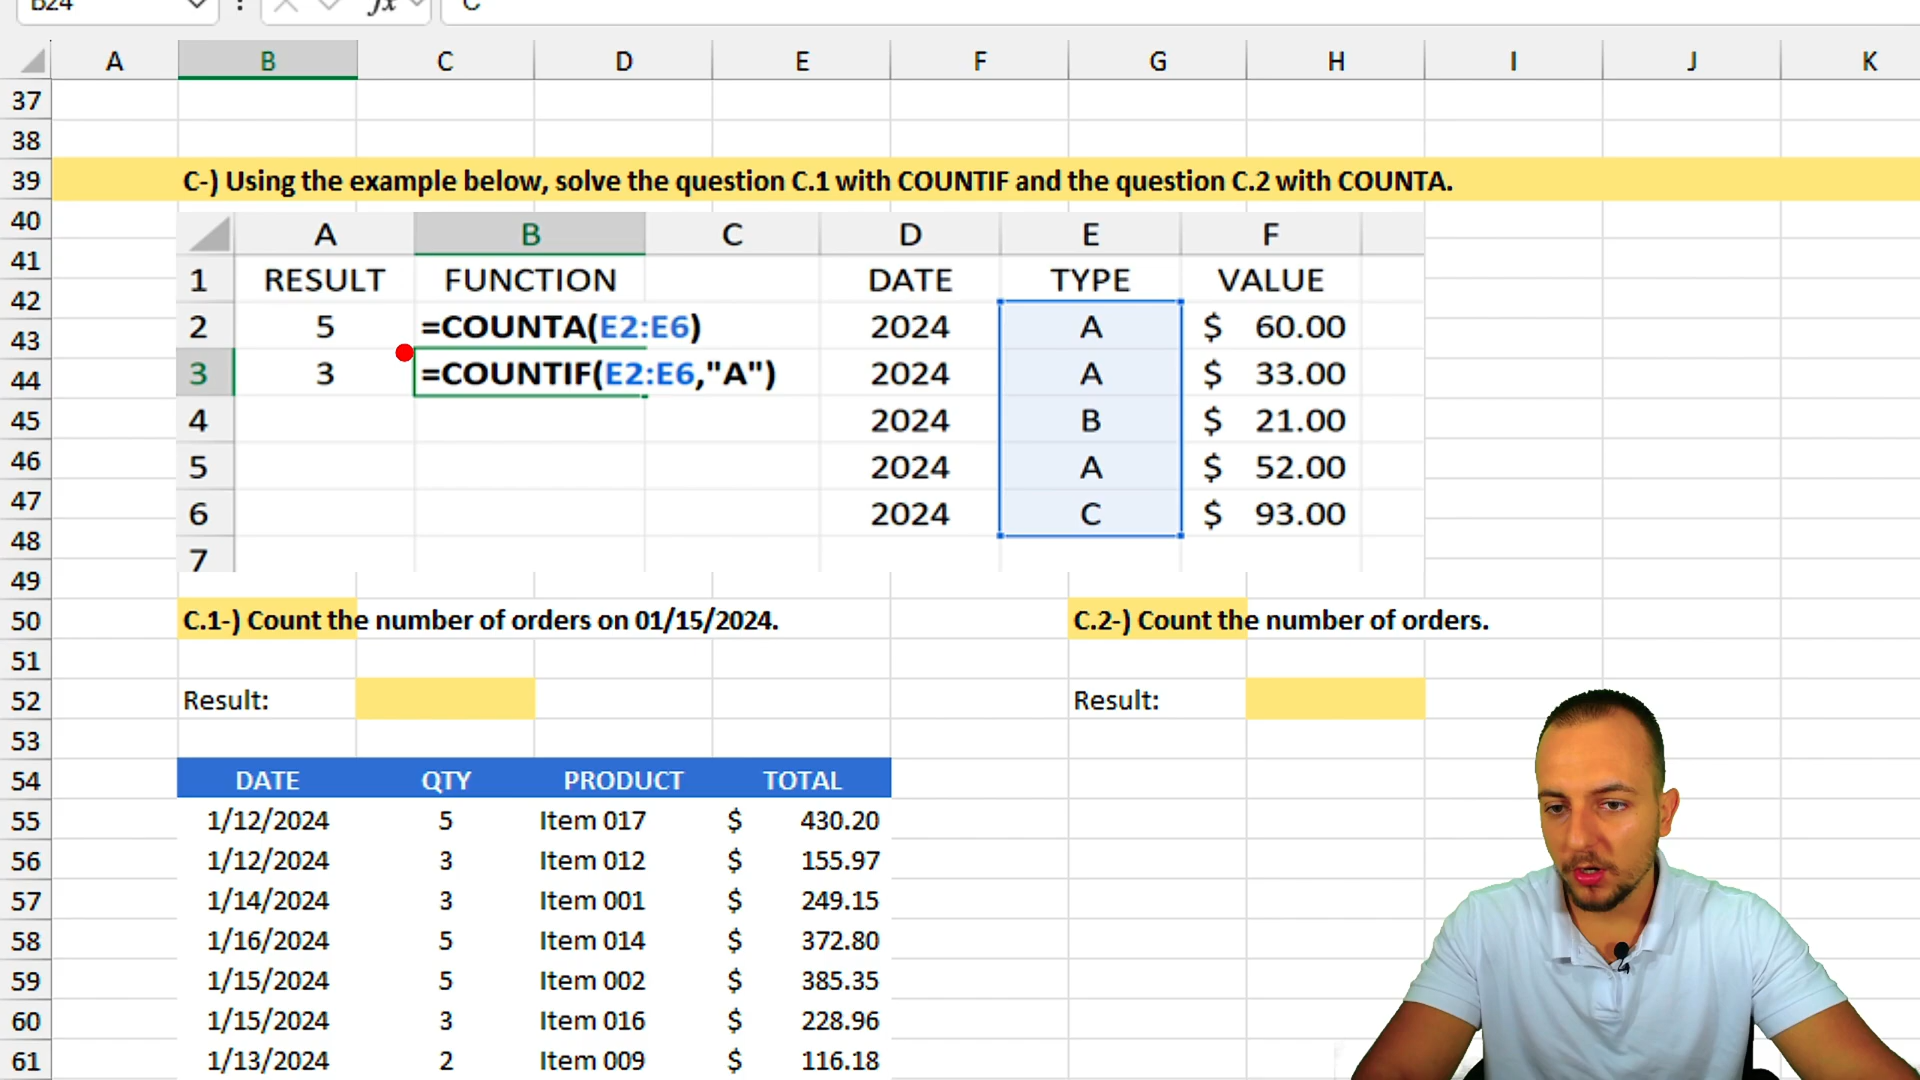 B24 fx C
A B C D E F G H I J K
37
38
39 C-) Using the example below, solve the question C.1 with COUNTIF and the question C.2 with COUNTA.
40 A B C D E F
41 1 RESULT FUNCTION DATE TYPE VALUE
42
43 2 5 =COUNTA(E2:E6) 2024 A $ 60.00
44 3 3 =COUNTIF(E2:E6,"A") 2024 A $ 33.00
45 4 2024 B $ 21.00
46 5 2024 A $ 52.00
47 6 2024 C $ 93.00
48 7
49
50 C.1-) Count the number of orders on 01/15/2024. C.2-) Count the number of orders.
51
52 Result: Result:
53
54 DATE QTY PRODUCT TOTAL
55 1/12/2024 5 Item 017 $ 430.20
56 1/12/2024 3 Item 012 $ 155.97
57 1/14/2024 3 Item 001 $ 249.15
58 1/16/2024 5 Item 014 $ 372.80
59 1/15/2024 5 Item 002 $ 385.35
60 1/15/2024 3 Item 016 $ 228.96
61 1/13/2024 2 Item 009 $ 116.18